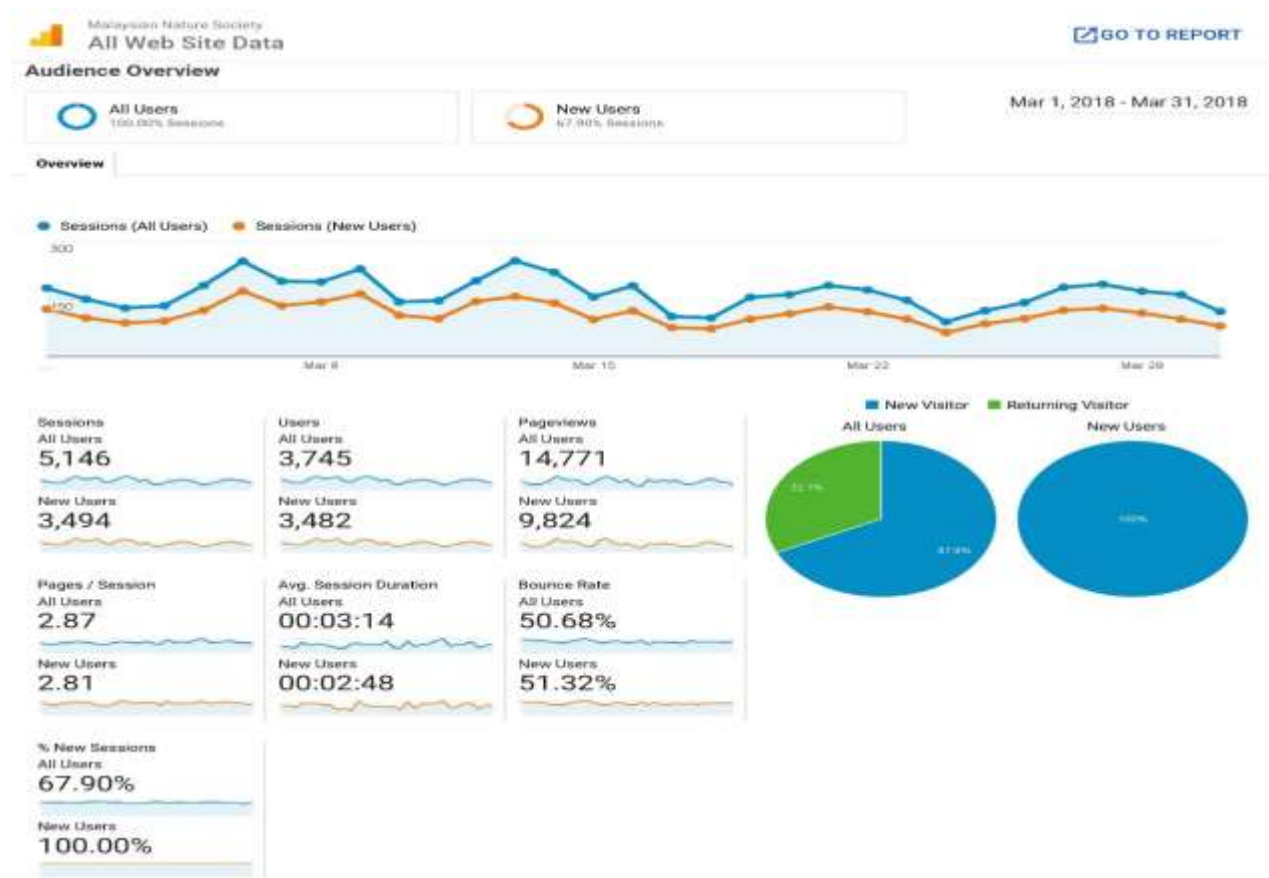 Malaysian Nature Society
All Web Site Data
GO TO REPORT
Audience Overview
All Users
100.00% Sessions
New Users
67.90% Sessions
Mar 1, 2018 - Mar 31, 2018
Overview
Sessions (All Users)
Sessions (New Users)
300
150
Mar 8
Mar 15
Mar 22
Mar 29
Sessions
All Users
5,146
New Users
3,494
Users
All Users
3,745
New Users
3,482
Pageviews
All Users
14,771
New Users
9,824
New Visitor
Returning Visitor
All Users
32.1%
67.9%
New Users
100%
Pages / Session
All Users
2.87
New Users
2.81
Avg. Session Duration
All Users
00:03:14
New Users
00:02:48
Bounce Rate
All Users
50.68%
New Users
51.32%
% New Sessions
All Users
67.90%
New Users
100.00%